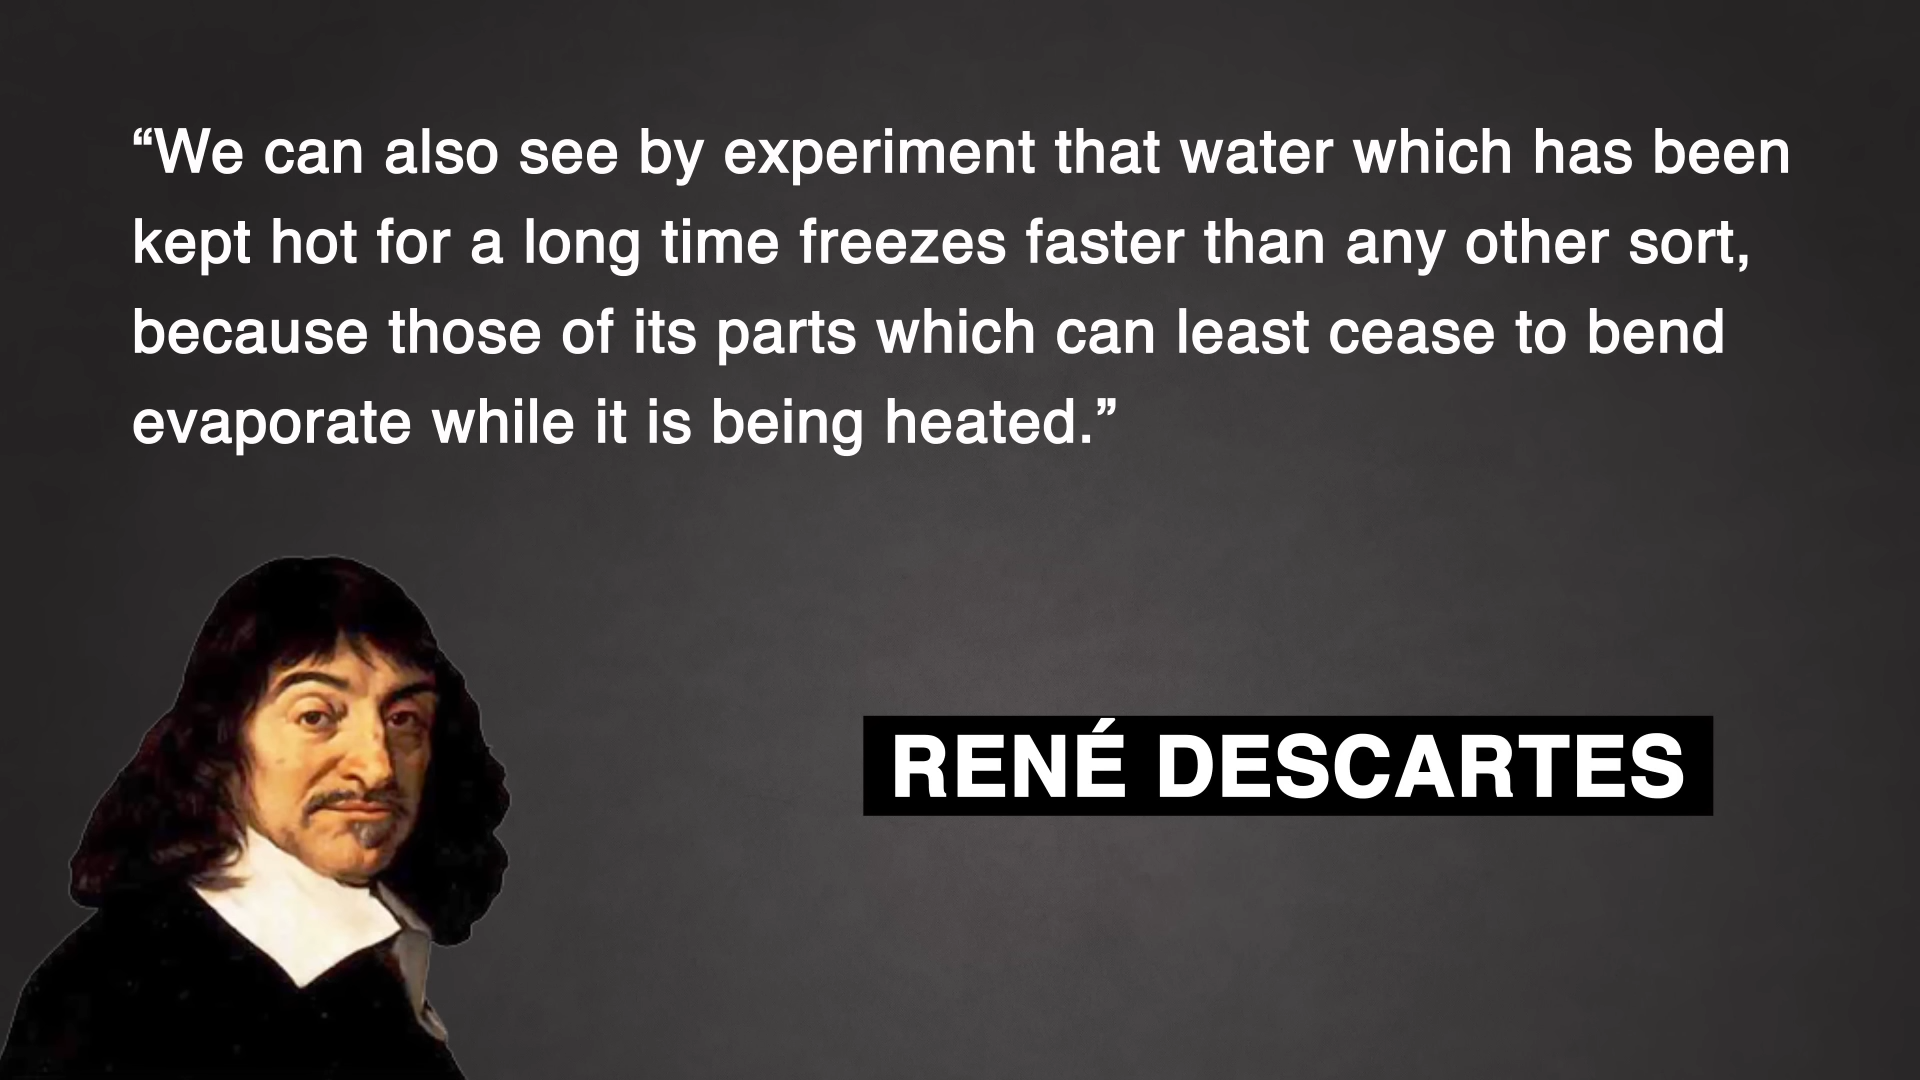 “We can also see by experiment that water which has been
kept hot for a long time freezes faster than any other sort,
because those of its parts which can least cease to bend
evaporate while it is being heated.”
RENÉ DESCARTES